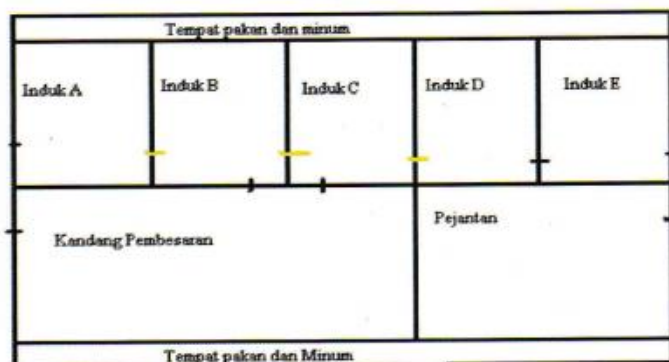 Tempat pakan dan minum
Induk A
Induk B
Induk C
Induk D
Induk E
Kandang Pembesaran
Pejantan
Tempat pakan dan Minum